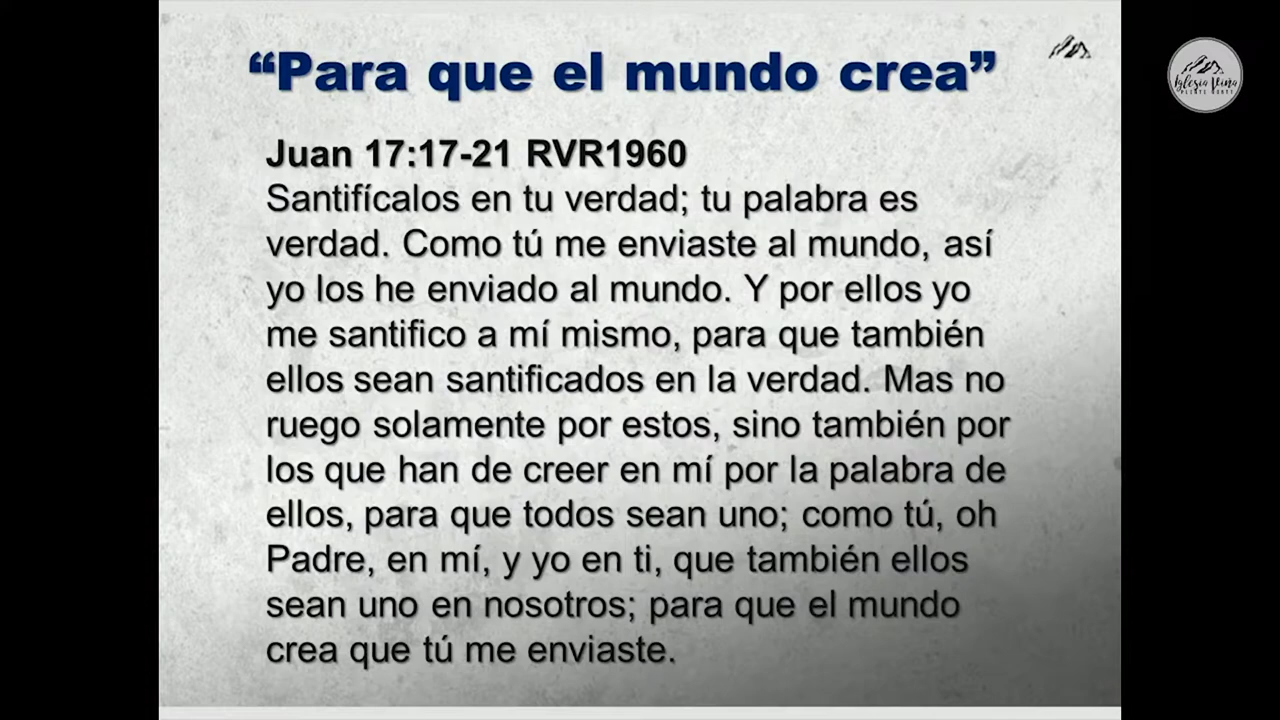 “Para que el mundo crea”
Iglesia Viña
Juan 17:17-21 RVR1960
Santifícalos en tu verdad; tu palabra es
verdad. Como tú me enviaste al mundo, así
yo los he enviado al mundo. Y por ellos yo
me santifico a mí mismo, para que también
ellos sean santificados en la verdad. Mas no
ruego solamente por estos, sino también por
los que han de creer en mí por la palabra de
ellos, para que todos sean uno; como tú, oh
Padre, en mí, y yo en ti, que también ellos
sean uno en nosotros; para que el mundo
crea que tú me enviaste.